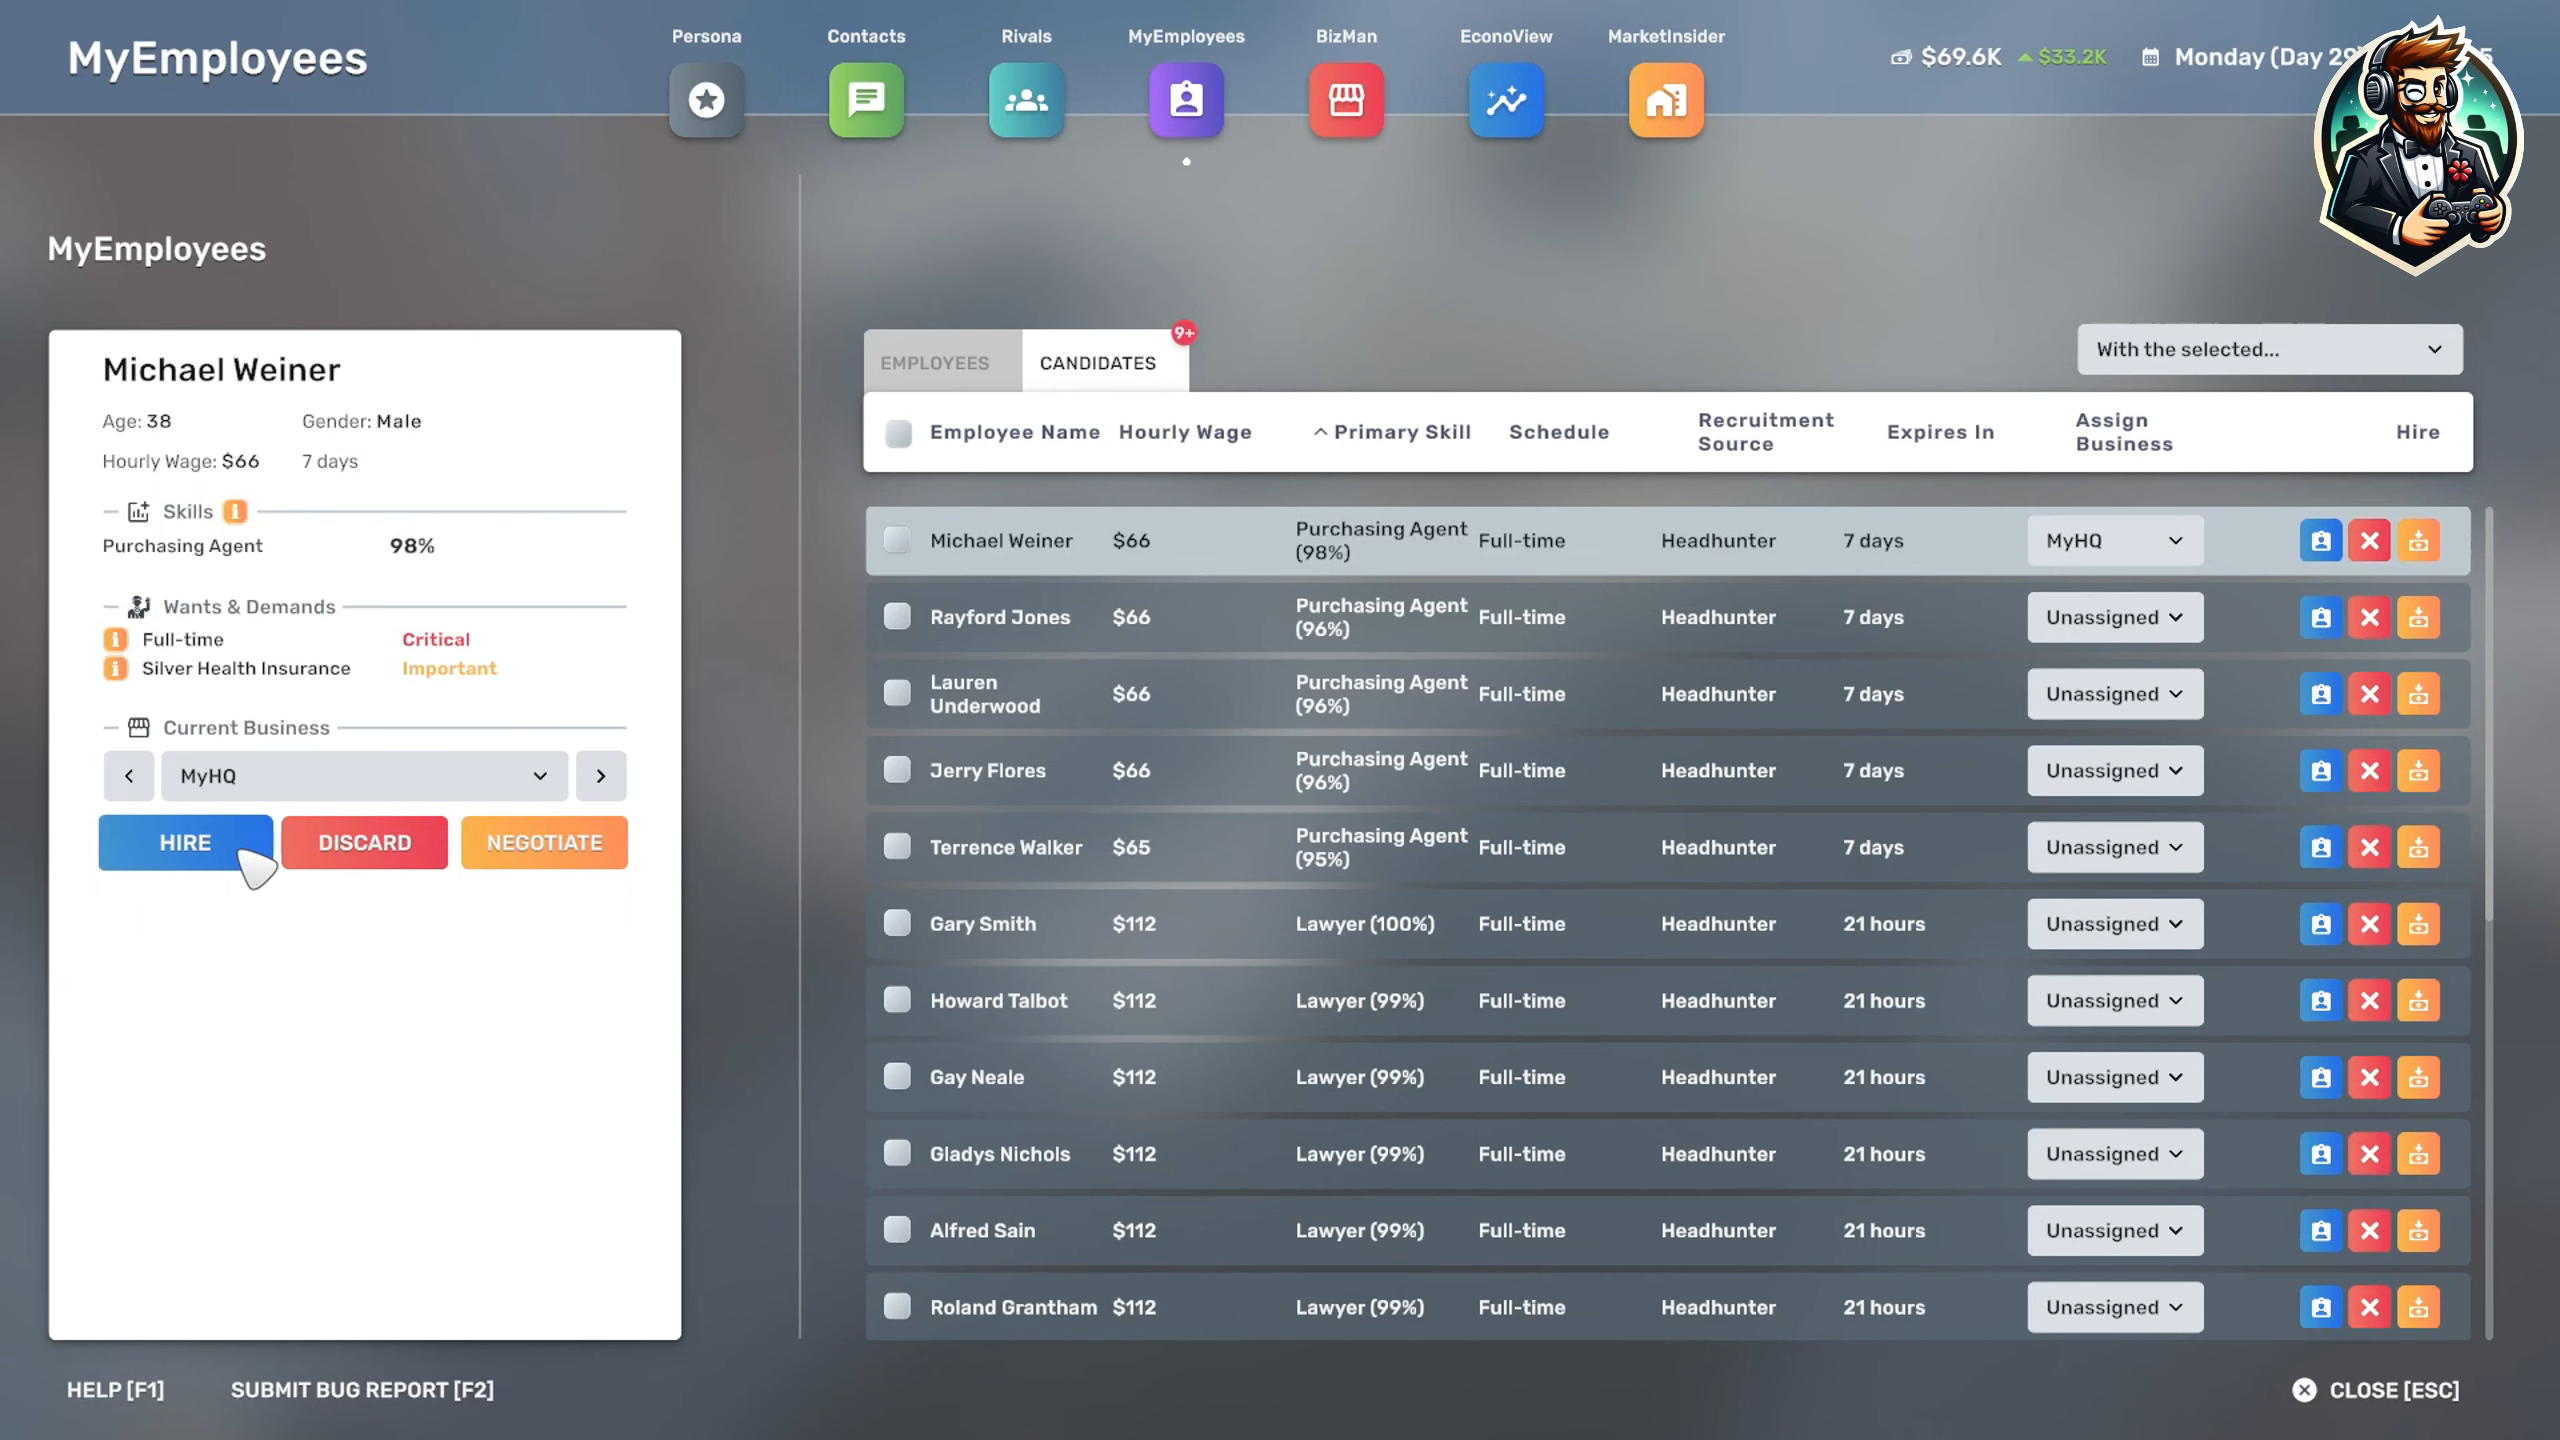 MyEmployees
Persona
Contacts
Rivals
MyEmployees
BizMan
EconoView
MarketInsider
$69.6K
$33.2K
Monday (Day 29
MyEmployees
Michael Weiner
Age: 38
Gender: Male
Hourly Wage: $66
7 days
Skills
Purchasing Agent
98%
Wants & Demands
Full-time
Critical
Silver Health Insurance
Important
Current Business
MyHQ
HIRE
DISCARD
NEGOTIATE
EMPLOYEES
CANDIDATES
9+
With the selected...
Employee Name
Hourly Wage
Primary Skill
Schedule
Recruitment
Source
Expires In
Assign
Business
Hire
Michael Weiner
$66
Purchasing Agent
(98%)
Full-time
Headhunter
7 days
MyHQ
Rayford Jones
$66
Purchasing Agent
(96%)
Full-time
Headhunter
7 days
Unassigned
Lauren
Underwood
$66
Purchasing Agent
(96%)
Full-time
Headhunter
7 days
Unassigned
Jerry Flores
$66
Purchasing Agent
(96%)
Full-time
Headhunter
7 days
Unassigned
Terrence Walker
$65
Purchasing Agent
(95%)
Full-time
Headhunter
7 days
Unassigned
Gary Smith
$112
Lawyer (100%)
Full-time
Headhunter
21 hours
Unassigned
Howard Talbot
$112
Lawyer (99%)
Full-time
Headhunter
21 hours
Unassigned
Gay Neale
$112
Lawyer (99%)
Full-time
Headhunter
21 hours
Unassigned
Gladys Nichols
$112
Lawyer (99%)
Full-time
Headhunter
21 hours
Unassigned
Alfred Sain
$112
Lawyer (99%)
Full-time
Headhunter
21 hours
Unassigned
Roland Grantham
$112
Lawyer (99%)
Full-time
Headhunter
21 hours
Unassigned
HELP [F1]
SUBMIT BUG REPORT [F2]
CLOSE [ESC]